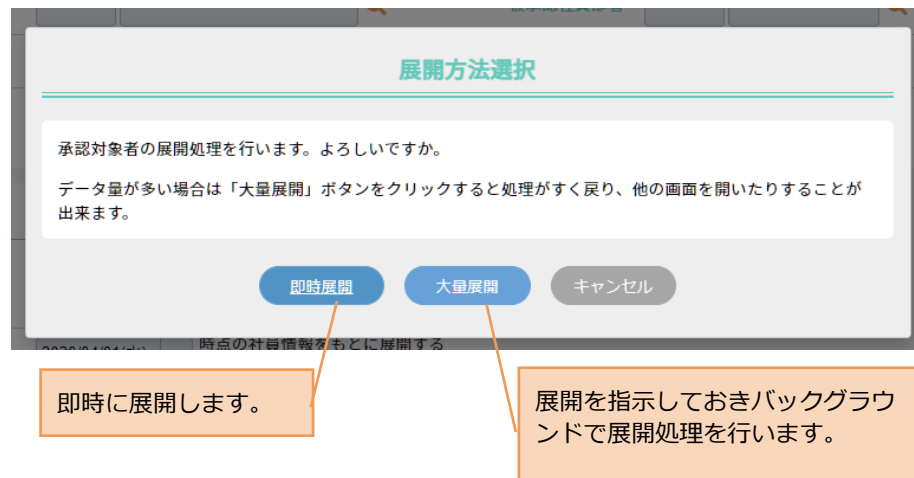 展開方法選択
承認対象者の展開処理を行います。よろしいですか。
データ量が多い場合は「大量展開」ボタンをクリックすると処理がすく戻り、他の画面を開いたりすることが
出来ます。
即時展開
大量展開
キャンセル
時点の社員情報をもとに展開する
即時に展開します。
展開を指示しておきバックグラウ
ンドで展開処理を行います。